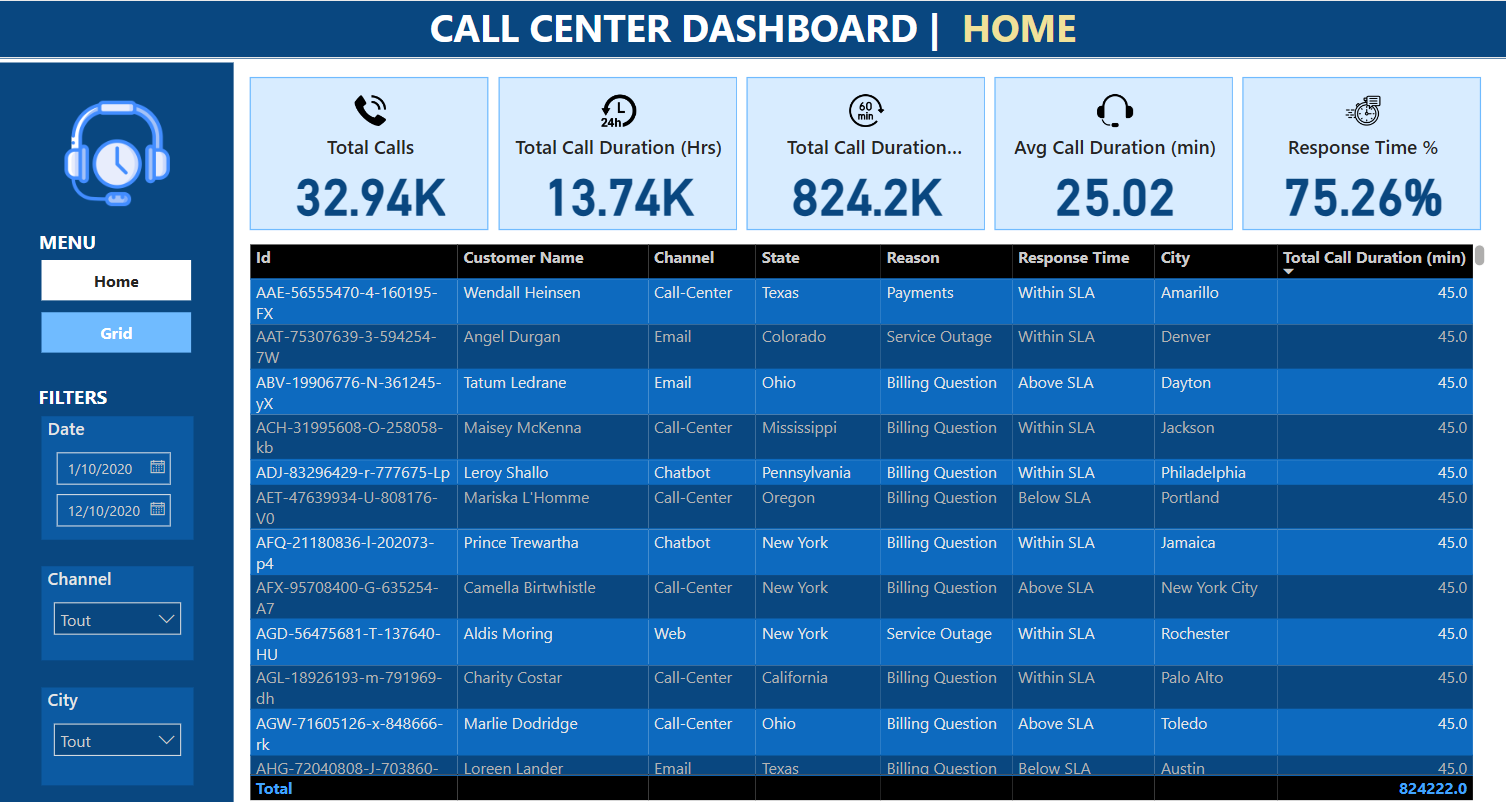 CALL CENTER DASHBOARD | HOME
24h
60
min
Total Calls
Total Call Duration (Hrs)
Total Call Duration...
Avg Call Duration (min)
Response Time %
32.94K
13.74K
824.2K
25.02
75.26%
MENU
Home
Grid
FILTERS
Date
1/10/2020
12/10/2020
Channel
Tout
City
Tout
Id Customer Name Channel State Reason Response Time City Total Call Duration (min)
AAE-56555470-4-160195- Wendall Heinsen Call-Center Texas Payments Within SLA Amarillo 45.0
FX
AAT-75307639-3-594254- Angel Durgan Email Colorado Service Outage Within SLA Denver 45.0
7W
ABV-19906776-N-361245- Tatum Ledrane Email Ohio Billing Question Above SLA Dayton 45.0
yX
ACH-31995608-O-258058- Maisey McKenna Call-Center Mississippi Billing Question Within SLA Jackson 45.0
kb
ADJ-83296429-r-777675-Lp Leroy Shallo Chatbot Pennsylvania Billing Question Within SLA Philadelphia 45.0
AET-47639934-U-808176- Mariska L'Homme Call-Center Oregon Billing Question Below SLA Portland 45.0
V0
AFQ-21180836-l-202073- Prince Trewartha Chatbot New York Billing Question Within SLA Jamaica 45.0
p4
AFX-95708400-G-635254- Camella Birtwhistle Call-Center New York Billing Question Above SLA New York City 45.0
A7
AGD-56475681-T-137640- Aldis Moring Web New York Service Outage Within SLA Rochester 45.0
HU
AGL-18926193-m-791969- Charity Costar Call-Center California Billing Question Within SLA Palo Alto 45.0
dh
AGW-71605126-x-848666- Marlie Dodridge Call-Center Ohio Billing Question Above SLA Toledo 45.0
rk
AHG-72040808-J-703860- Loreen Lander Email Texas Billing Question Below SLA Austin 45.0
Total 824222.0